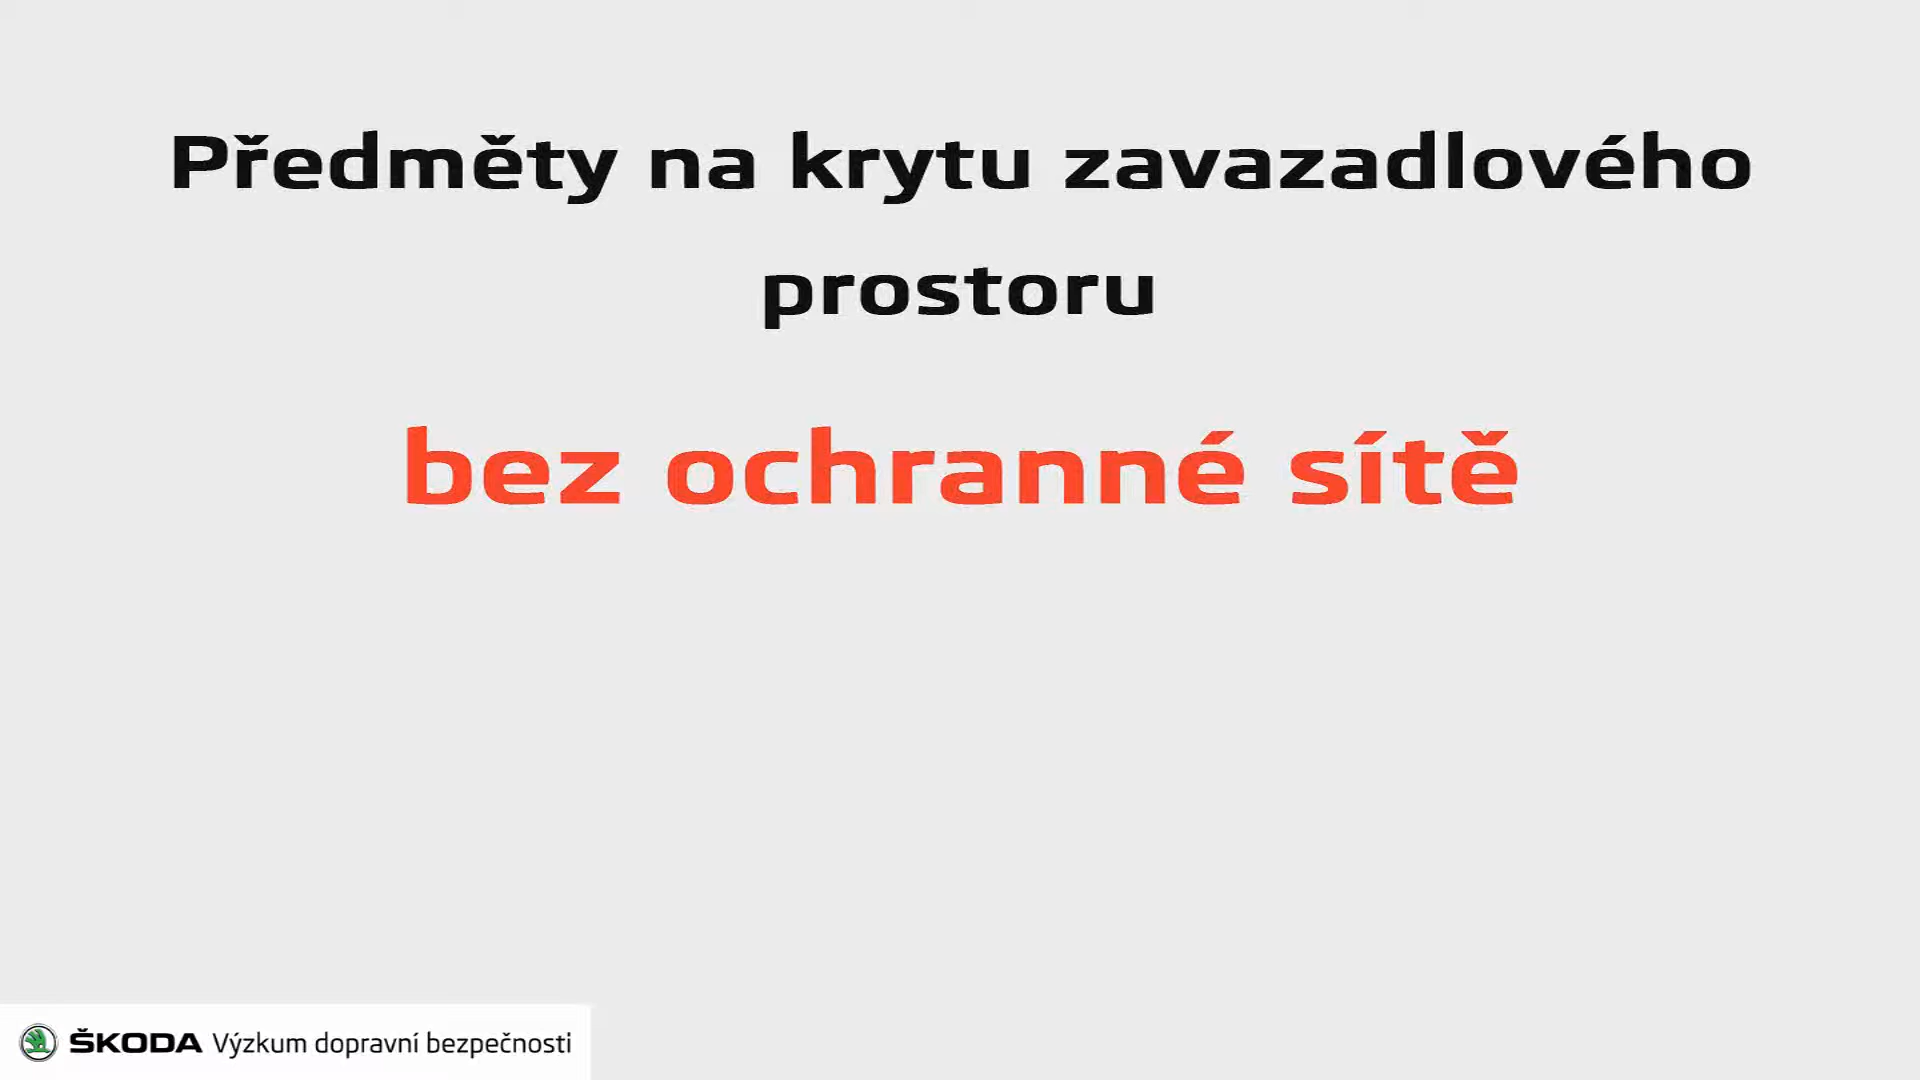 Předměty na krytu zavazadlového
prostoru
bez ochranné sítě
ŠKODA Výzkum dopravní bezpečnosti